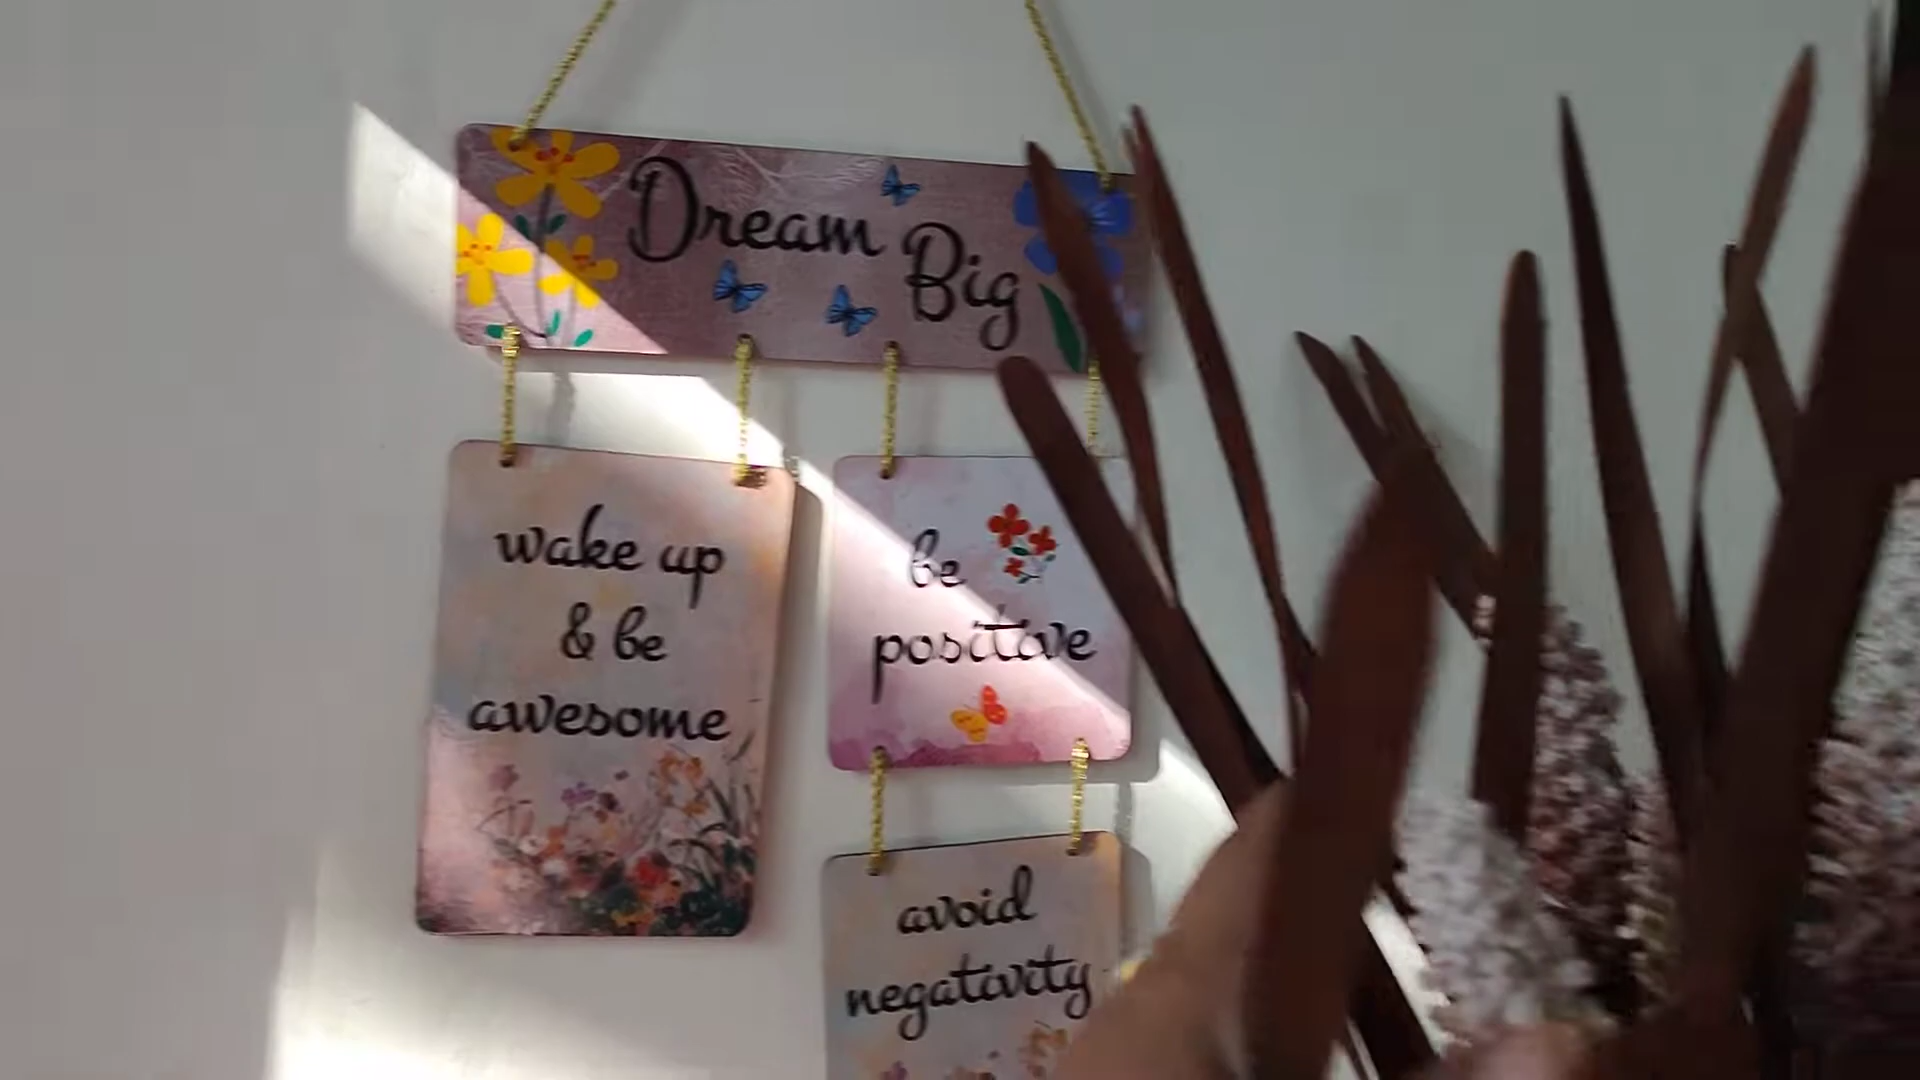 Dream Big
wake up
& be
awesome
be
positive
avoid
negativity